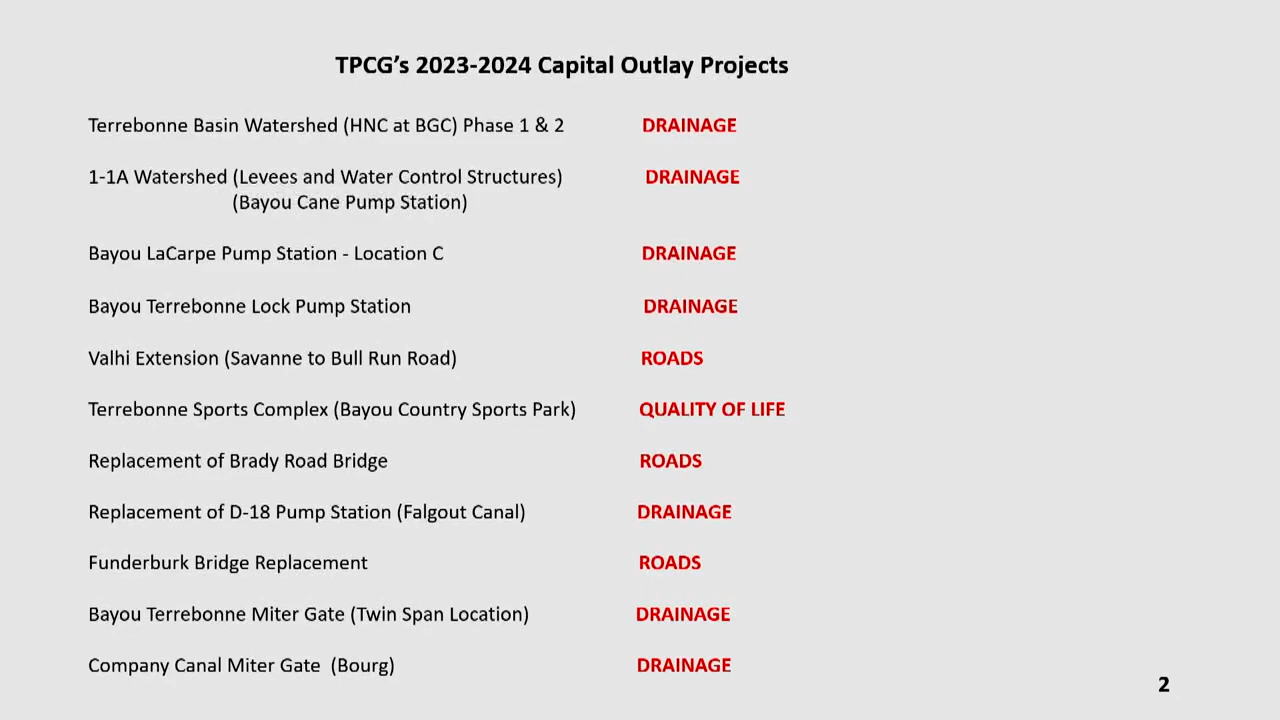 TPCG’s 2023-2024 Capital Outlay Projects
Terrebonne Basin Watershed (HNC at BGC) Phase 1 & 2 DRAINAGE
1-1A Watershed (Levees and Water Control Structures) DRAINAGE
(Bayou Cane Pump Station)
Bayou LaCarpe Pump Station - Location C DRAINAGE
Bayou Terrebonne Lock Pump Station DRAINAGE
Valhi Extension (Savanne to Bull Run Road) ROADS
Terrebonne Sports Complex (Bayou Country Sports Park) QUALITY OF LIFE
Replacement of Brady Road Bridge ROADS
Replacement of D-18 Pump Station (Falgout Canal) DRAINAGE
Funderburk Bridge Replacement ROADS
Bayou Terrebonne Miter Gate (Twin Span Location) DRAINAGE
Company Canal Miter Gate (Bourg) DRAINAGE
2